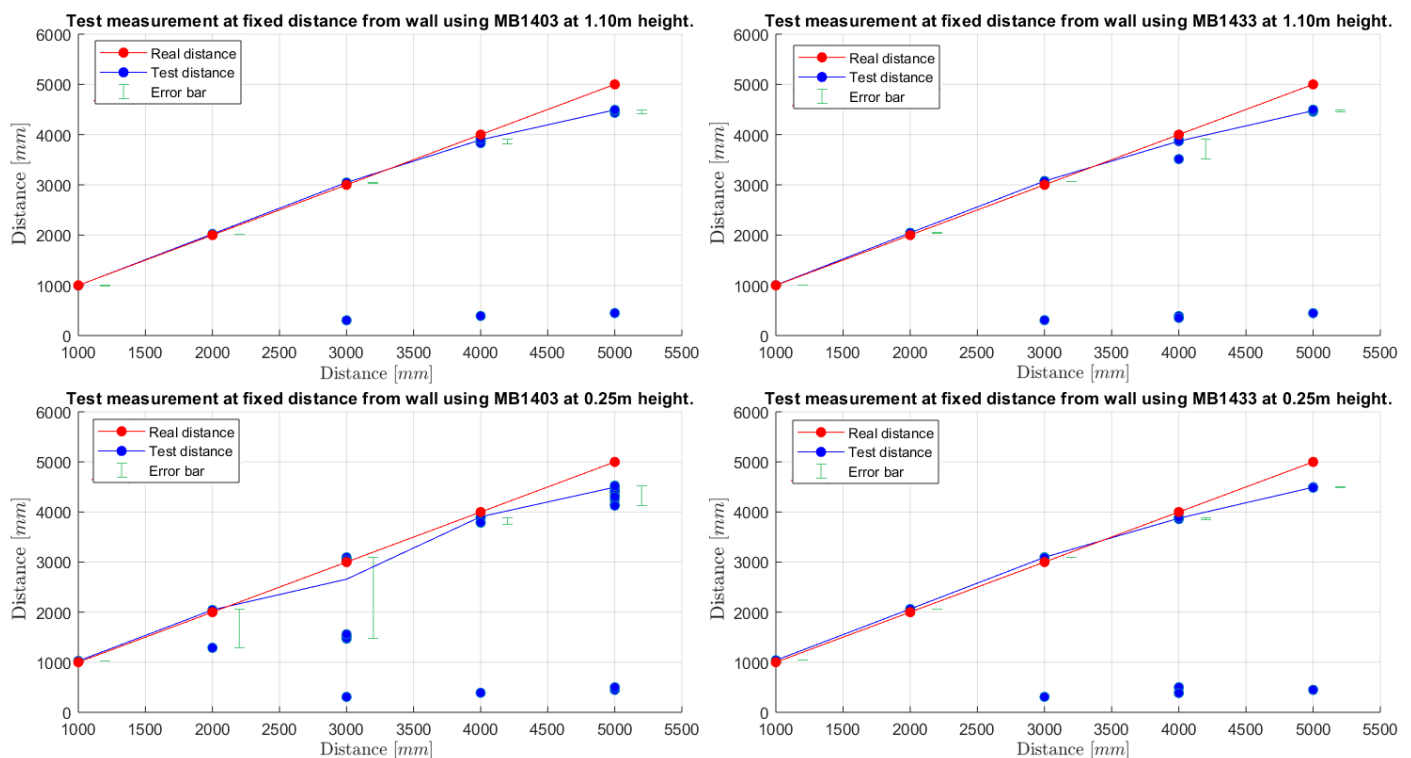 Test measurement at fixed distance from wall using MB1403 at 1.10m height.
6000
5000
4000
3000
2000
1000
0
Distance [mm]
Real distance
Test distance
Error bar
1000 1500 2000 2500 3000 3500 4000 4500 5000 5500
Distance [mm]
Test measurement at fixed distance from wall using MB1433 at 1.10m height.
6000
5000
4000
3000
2000
1000
0
Distance [mm]
Real distance
Test distance
Error bar
1000 1500 2000 2500 3000 3500 4000 4500 5000 5500
Distance [mm]
Test measurement at fixed distance from wall using MB1403 at 0.25m height.
6000
5000
4000
3000
2000
1000
0
Distance [mm]
Real distance
Test distance
Error bar
1000 1500 2000 2500 3000 3500 4000 4500 5000 5500
Distance [mm]
Test measurement at fixed distance from wall using MB1433 at 0.25m height.
6000
5000
4000
3000
2000
1000
0
Distance [mm]
Real distance
Test distance
Error bar
1000 1500 2000 2500 3000 3500 4000 4500 5000 5500
Distance [mm]